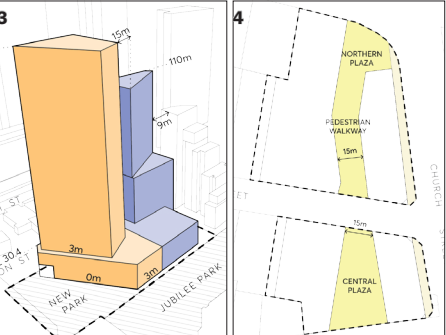 3
15m
110m
9m
3m
0m
3m
30.4
NEW
PARK
JUBILEE PARK
4
NORTHERN
PLAZA
PEDESTRIAN
WALKWAY
15m
CHURCH
15m
CENTRAL
PLAZA